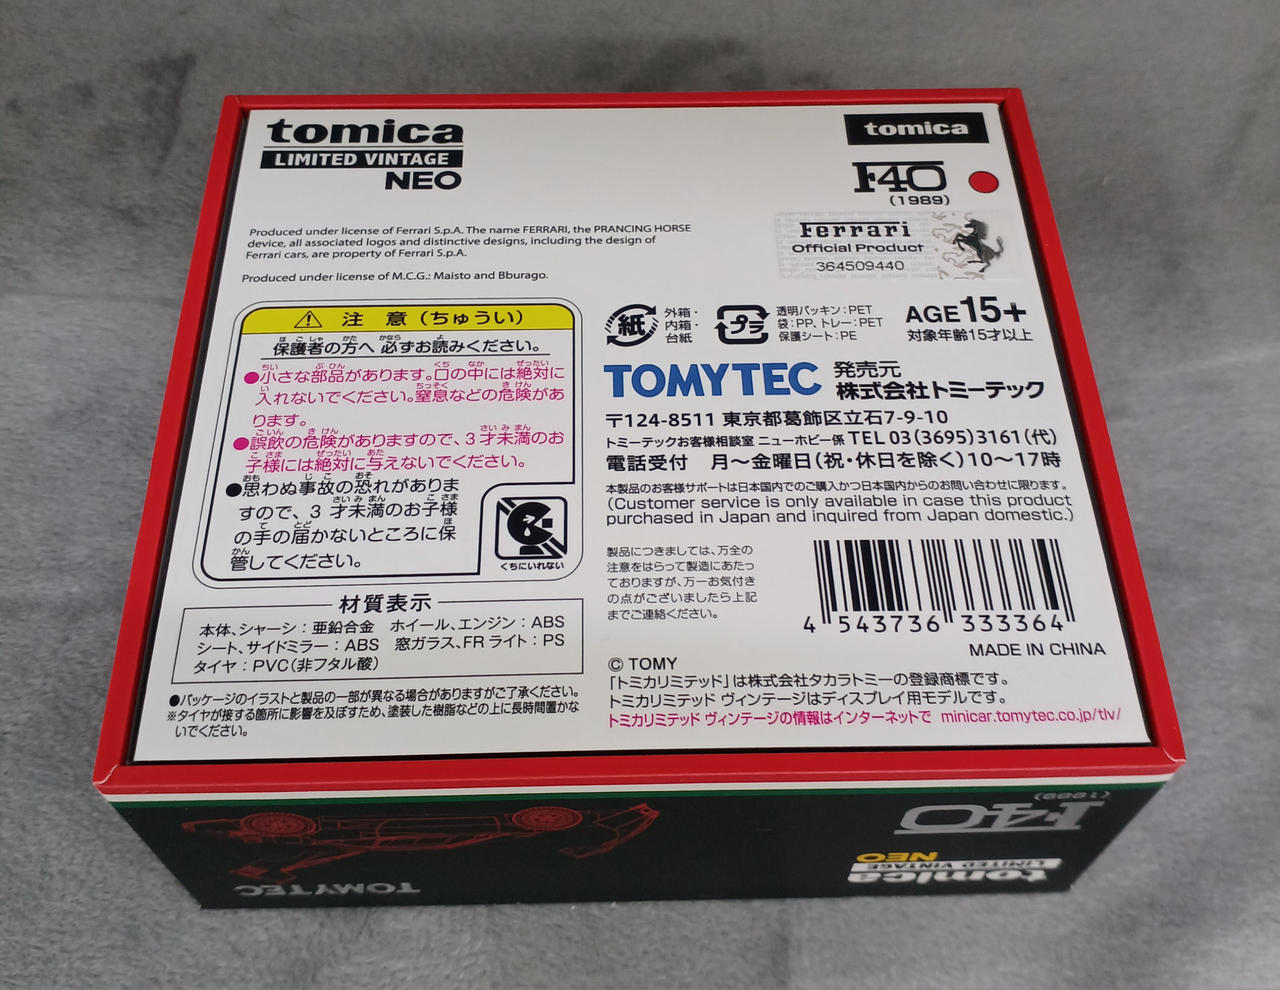 tomica
LIMITED VINTAGE
NEO
tomica
F40
(1989)
Ferrari
Official Product
364509440
Produced under license of Ferrari S.p.A. The name FERRARI, the PRANCING HORSE
device, all associated logos and distinctive designs, including the design of
Ferrari cars, are property of Ferrari S.p.A.
Produced under license of M.C.G.: Maisto and Bburago.
注 意(ちゅうい)
保護者の方へ 必ずお読みください。
●小さな部品があります。口の中には絶対に
入れないでください。窒息などの危険があ
ります。
●誤飲の危険がありますので、3才未満のお
子様には絶対に与えないでください。
●思わぬ事故の恐れがありま
すので、3才未満のお子様
の手の届かないところに保
管してください。
くちにいれない
材質表示
本体、シャーシ:亜鉛合金 ホイール、エンジン:ABS
シート、サイドミラー:ABS 窓ガラス、FRライト:PS
タイヤ:PVC(非フタル酸)
●パッケージのイラストと製品の一部が異なる場合がありますがご了承ください。
※タイヤが接する箇所に影響を及ぼすため、塗装した樹脂などの上に長時間置かな
いでください。
紙
外箱・
内箱・
台紙
プラ
透明パッキン:PET
袋:PP、トレー:PET
保護シート:PE
AGE15+
対象年齢15才以上
TOMYTEC
発売元
株式会社トミーテック
〒124-8511 東京都葛飾区立石7-9-10
トミーテックお客様相談室 ニューホビー係 TEL 03(3695)3161(代)
電話受付 月〜金曜日(祝・休日を除く)10〜17時
本製品のお客様サポートは日本国内でのご購入かつ日本国内からのお問い合わせに限ります。
(Customer service is only available in case this product
purchased in Japan and inquired from Japan domestic.)
製品につきましては、万全の
注意をはらって製造にあたっ
ておりますが、万一お気付き
の点がございましたら上記
までご連絡ください。
4 543736 333364
MADE IN CHINA
© TOMY
「トミカリミテッド」は株式会社タカラトミーの登録商標です。
トミカリミテッド ヴィンテージはディスプレイ用モデルです。
トミカリミテッド ヴィンテージの情報はインターネットで minicar.tomytec.co.jp/tlv/
(1989)
F40
NEO
LIMITED VINTAGE
tomica
TOMYTEC